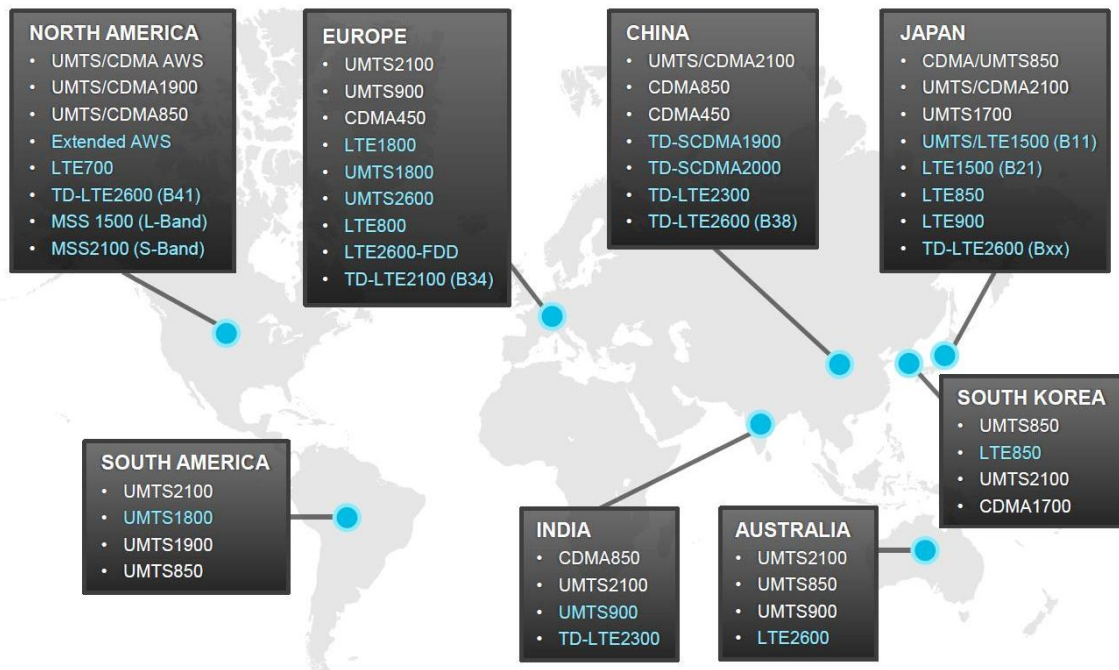 NORTH AMERICA
• UMTS/CDMA AWS
• UMTS/CDMA1900
• UMTS/CDMA850
• Extended AWS
• LTE700
• TD-LTE2600 (B41)
• MSS 1500 (L-Band)
• MSS2100 (S-Band)
EUROPE
• UMTS2100
• UMTS900
• CDMA450
• LTE1800
• UMTS1800
• UMTS2600
• LTE800
• LTE2600-FDD
• TD-LTE2100 (B34)
CHINA
• UMTS/CDMA2100
• CDMA850
• CDMA450
• TD-SCDMA1900
• TD-SCDMA2000
• TD-LTE2300
• TD-LTE2600 (B38)
JAPAN
• CDMA/UMTS850
• UMTS/CDMA2100
• UMTS1700
• UMTS/LTE1500 (B11)
• LTE1500 (B21)
• LTE850
• LTE900
• TD-LTE2600 (Bxx)
SOUTH AMERICA
• UMTS2100
• UMTS1800
• UMTS1900
• UMTS850
INDIA
• CDMA850
• UMTS2100
• UMTS900
• TD-LTE2300
AUSTRALIA
• UMTS2100
• UMTS850
• UMTS900
• LTE2600
SOUTH KOREA
• UMTS850
• LTE850
• UMTS2100
• CDMA1700